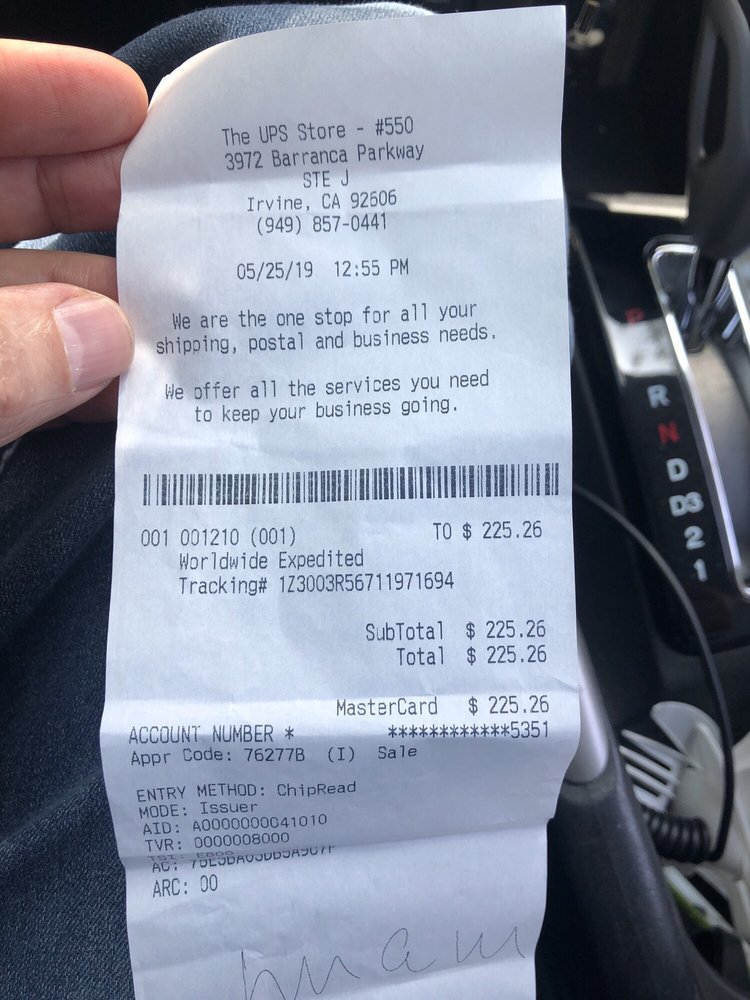 The UPS Store - #550
3972 Barranca Parkway
STE J
Irvine, CA 92606
(949) 857-0441
05/25/19 12:55 PM
We are the one stop for all your
shipping, postal and business needs.
We offer all the services you need
to keep your business going.
001 001210 (001) TO $ 225.26
Worldwide Expedited
Tracking# 1Z3003R56711971694
SubTotal $ 225.26
Total $ 225.26
MasterCard $ 225.26
ACCOUNT NUMBER * ************5351
Appr Code: 76277B (I) Sale
ENTRY METHOD: ChipRead
MODE: Issuer
AID: A0000000041010
TVR: 0000008000
AC:
ARC: 00
P
R
N
D
D3
2
1